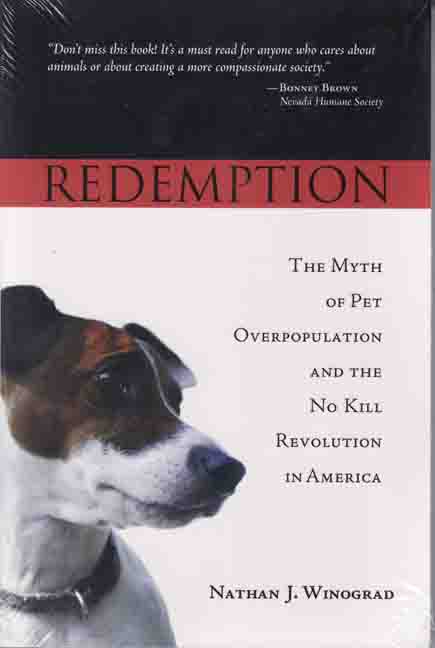 “Don’t miss this book! It’s a must read for anyone who cares about
animals or about creating a more compassionate society.”
—Bonney Brown
Nevada Humane Society
REDEMPTION
The Myth
of Pet
Overpopulation
and the
No Kill
Revolution
in America
Nathan J. Winograd